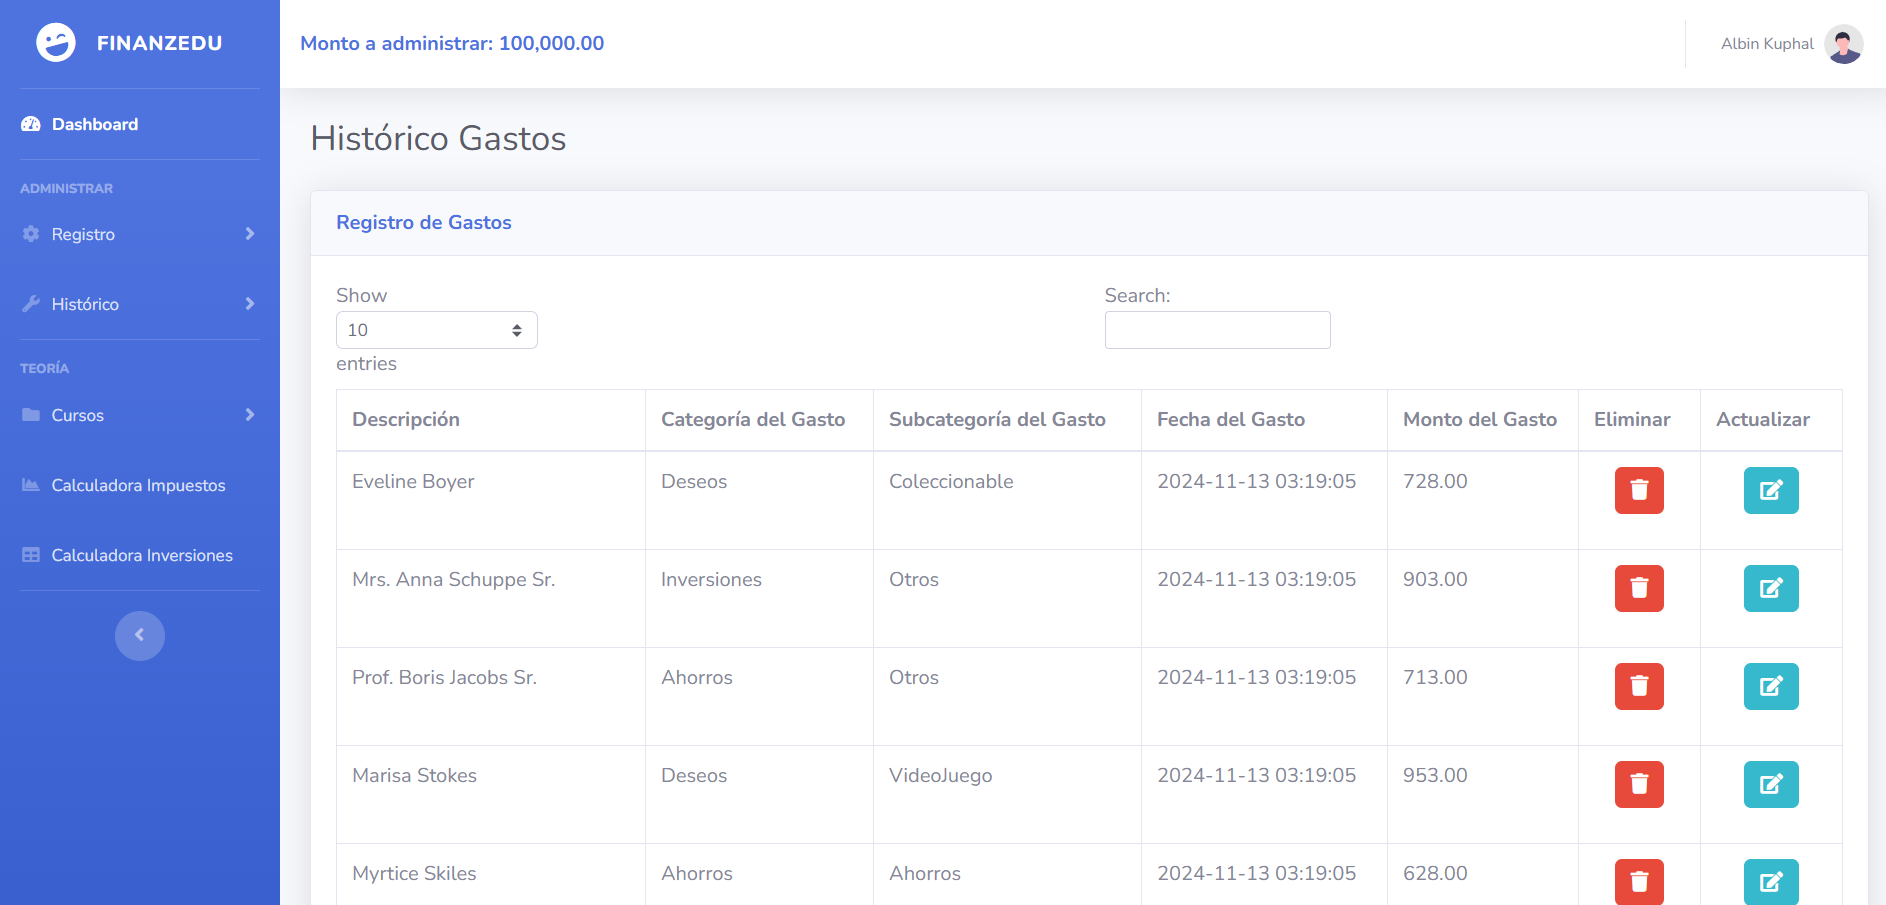 FINANZEDU
Monto a administrar: 100,000.00
Albin Kuphal
Dashboard
ADMINISTRAR
Registro
Histórico
TEORÍA
Cursos
Calculadora Impuestos
Calculadora Inversiones
Histórico Gastos
Registro de Gastos
Show
10
entries
Search:
Descripción Categoría del Gasto Subcategoría del Gasto Fecha del Gasto Monto del Gasto Eliminar Actualizar
Eveline Boyer Deseos Coleccionable 2024-11-13 03:19:05 728.00
Mrs. Anna Schuppe Sr. Inversiones Otros 2024-11-13 03:19:05 903.00
Prof. Boris Jacobs Sr. Ahorros Otros 2024-11-13 03:19:05 713.00
Marisa Stokes Deseos VideoJuego 2024-11-13 03:19:05 953.00
Myrtice Skiles Ahorros Ahorros 2024-11-13 03:19:05 628.00